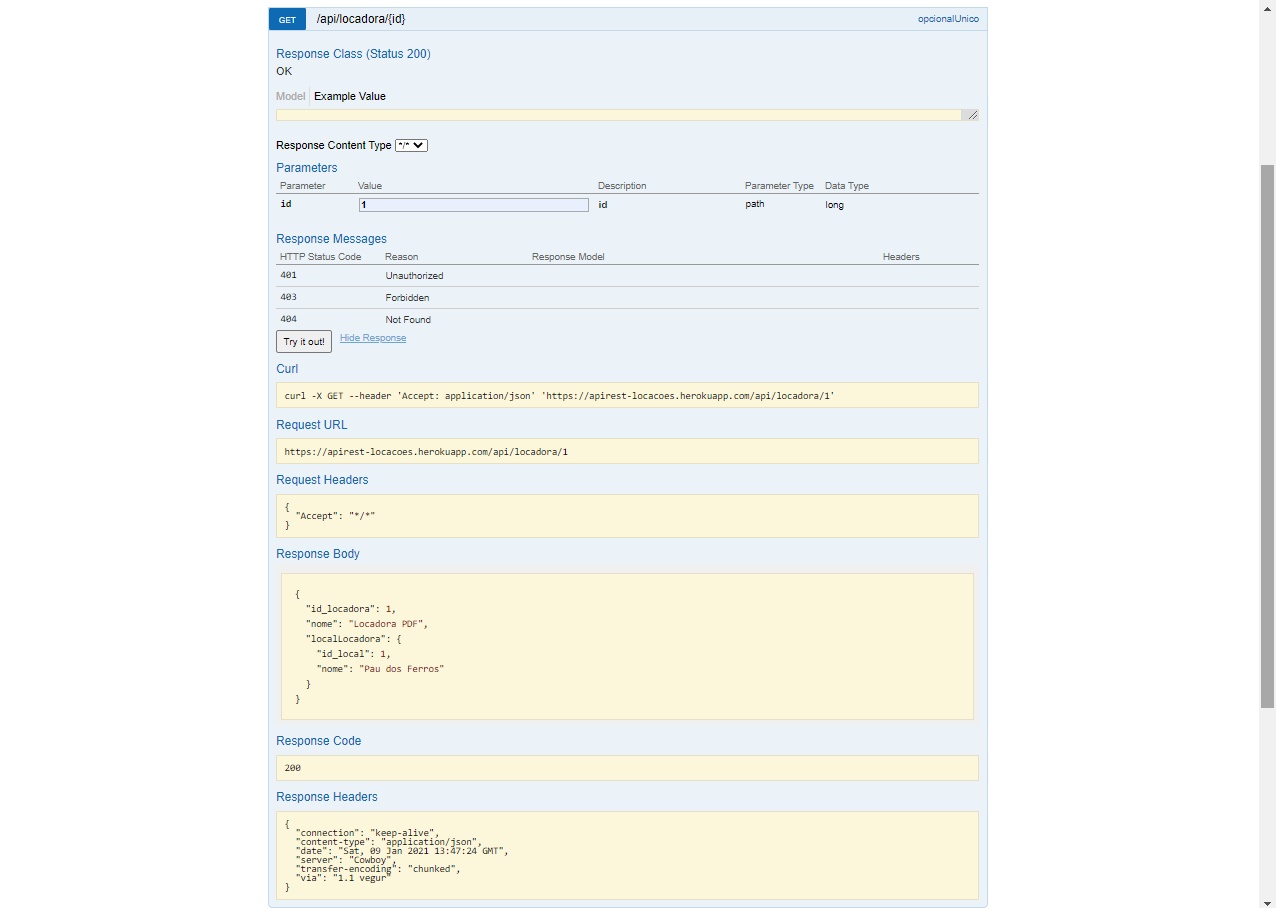 GET /api/locadora/{id} opcionalUnico
Response Class (Status 200)
OK
Model Example Value
Response Content Type */*
Parameters
Parameter Value Description Parameter Type Data Type
id 1 id path long
Response Messages
HTTP Status Code Reason Response Model Headers
401 Unauthorized
403 Forbidden
404 Not Found
Try it out! Hide Response
Curl
curl -X GET --header 'Accept: application/json' 'https://apirest-locacoes.herokuapp.com/api/locadora/1'
Request URL
https://apirest-locacoes.herokuapp.com/api/locadora/1
Request Headers
{
"Accept": "*/*"
}
Response Body
{
"id_locadora": 1,
"nome": "Locadora PDF",
"localLocadora": {
"id_local": 1,
"nome": "Pau dos Ferros"
}
}
Response Code
200
Response Headers
{
"connection": "keep-alive",
"content-type": "application/json",
"date": "Sat, 09 Jan 2021 13:47:24 GMT",
"server": "Cowboy",
"transfer-encoding": "chunked",
"via": "1.1 vegur"
}